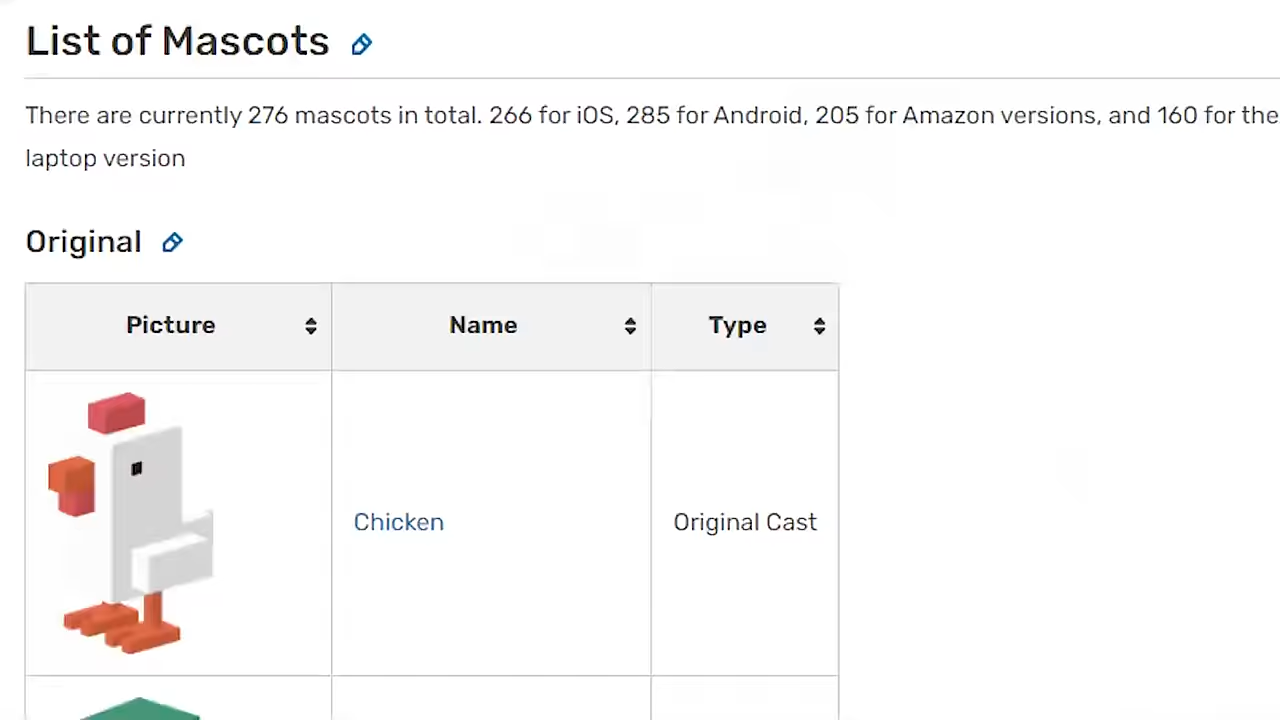 List of Mascots
There are currently 276 mascots in total. 266 for iOS, 285 for Android, 205 for Amazon versions, and 160 for the
laptop version
Original
Picture Name Type
Chicken Original Cast